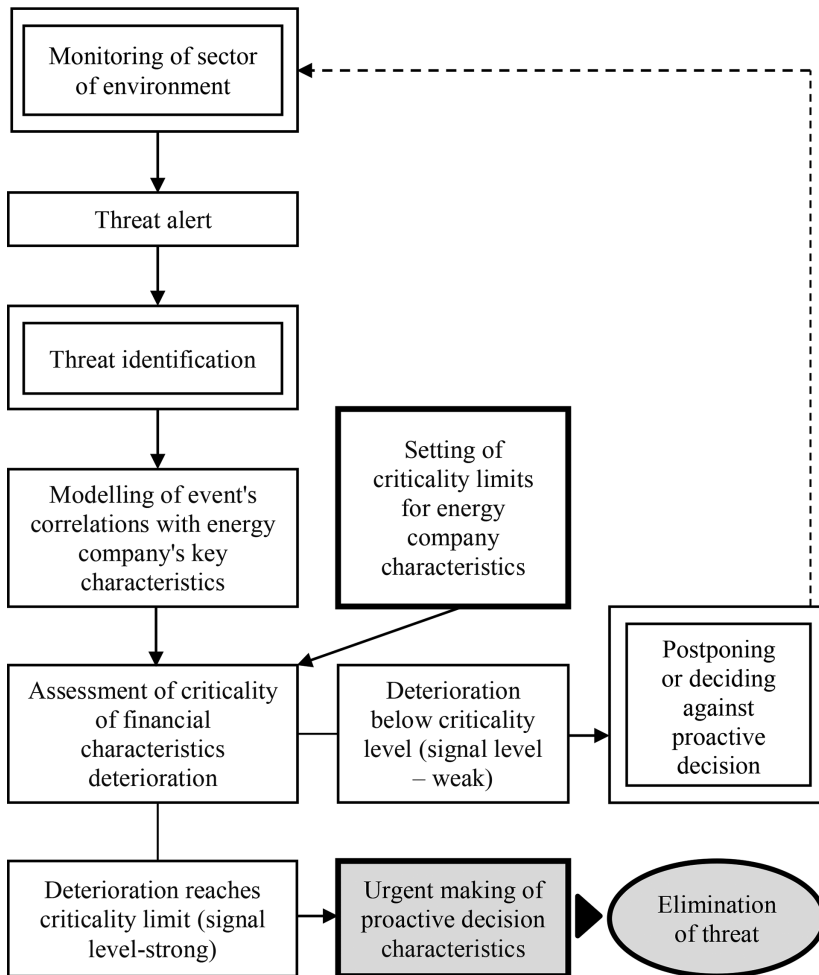 Monitoring of sector
of environment
Threat alert
Threat identification
Modelling of event's
correlations with energy
company's key
characteristics
Setting of
criticality limits
for energy
company
characteristics
Assessment of criticality
of financial
characteristics
deterioration
Deterioration
below criticality
level (signal level
– weak)
Postponing
or deciding
against
proactive
decision
Deterioration reaches
criticality limit (signal
level-strong)
Urgent making of
proactive decision
characteristics
Elimination
of threat